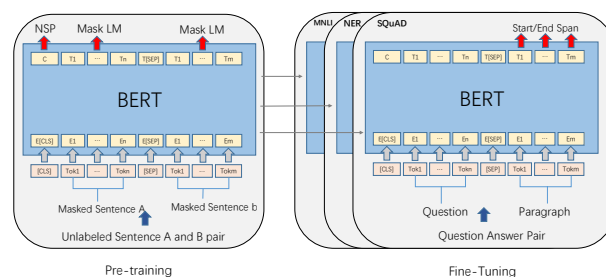 NSP Mask LM Mask LM
C T1 ... Tn T[SEP] T1 ... Tm
BERT
E[CLS] E1 ... En E[SEP] E1 ... Em
[CLS] Tok1 ... Tokn [SEP] Tok1 ... Tokm
Masked Sentence A Masked Sentence b
Unlabeled Sentence A and B pair
Pre-training
MNLI NER SQuAD
Start/End Span
C T1 ... Tn T[SEP] T1 ... Tm
BERT
E[CLS] E1 ... En E[SEP] E1 ... Em
[CLS] Tok1 ... Tokn [SEP] Tok1 ... Tokm
Question Paragraph
Question Answer Pair
Fine-Tuning